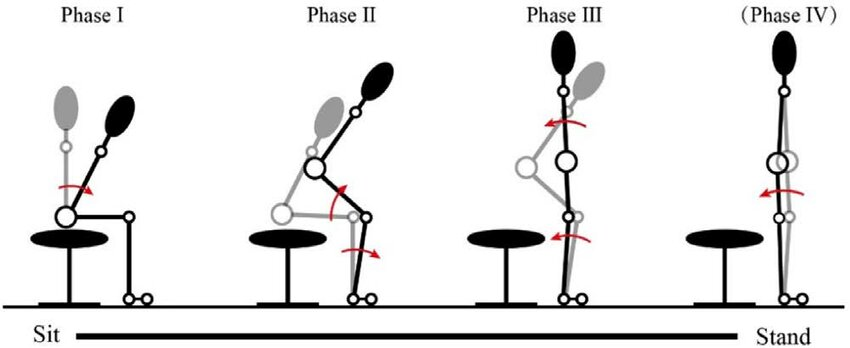 Phase I
Phase II
Phase III
(Phase IV)
Sit
Stand